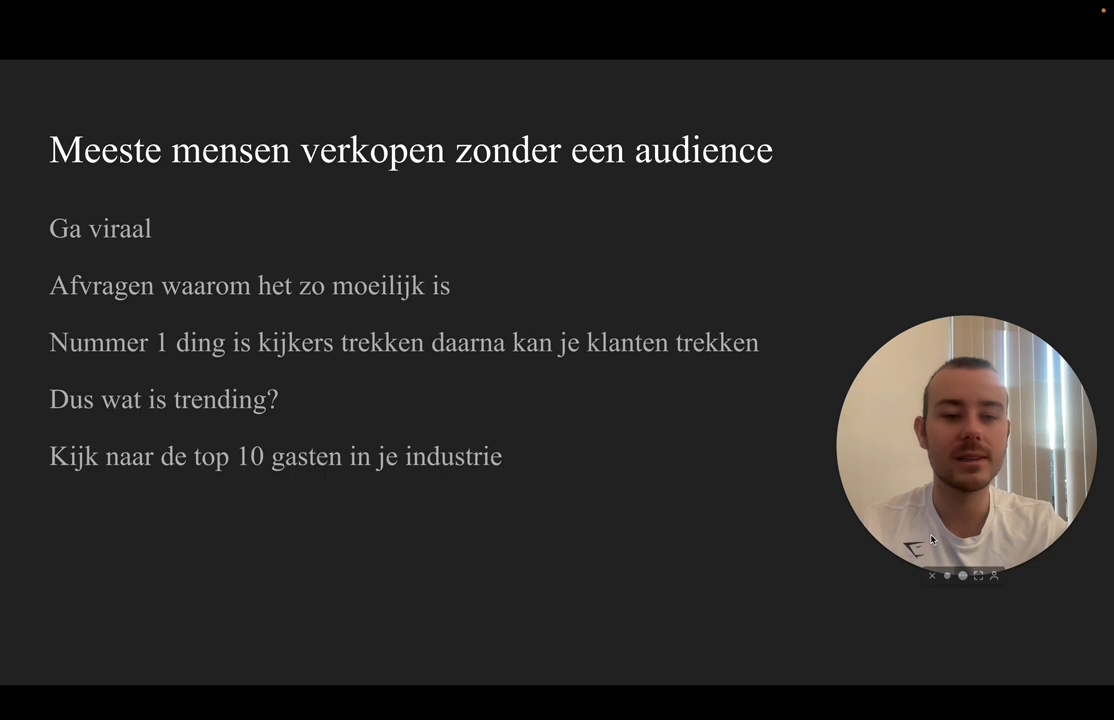 Meeste mensen verkopen zonder een audience
Ga viraal
Afvragen waarom het zo moeilijk is
Nummer 1 ding is kijkers trekken daarna kan je klanten trekken
Dus wat is trending?
Kijk naar de top 10 gasten in je industrie